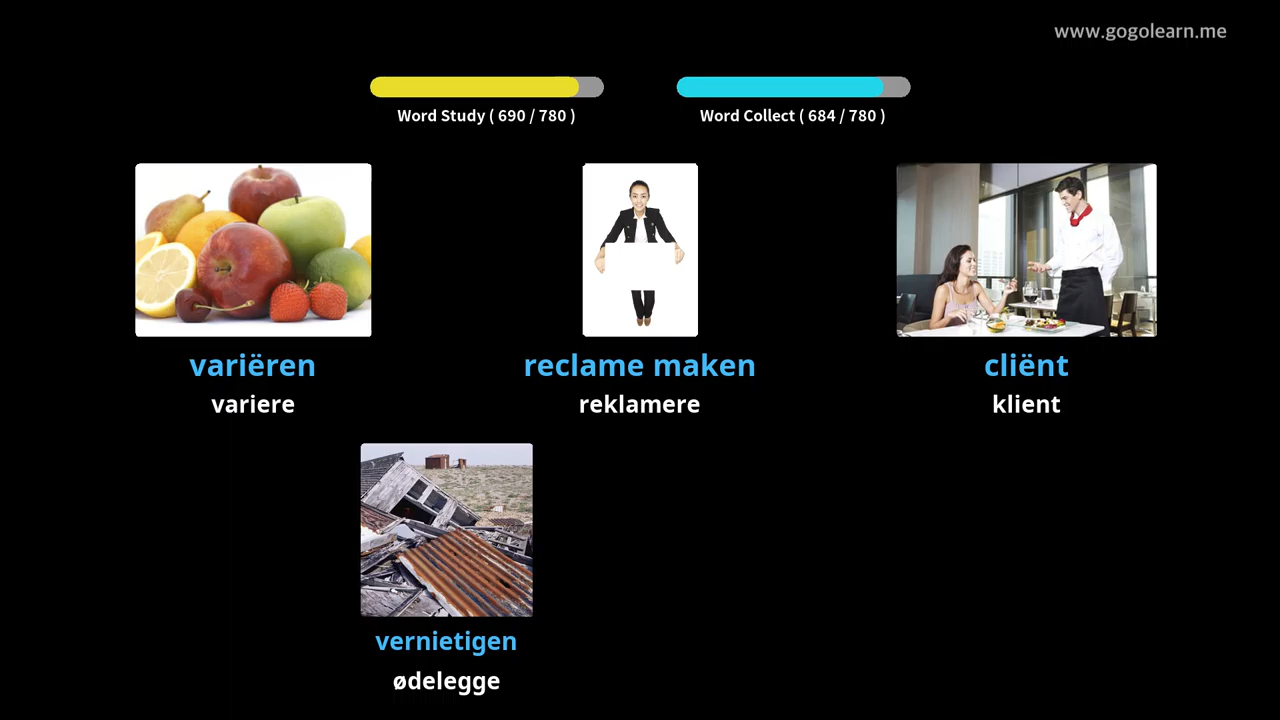 www.gogolearn.me
Word Study ( 690 / 780 )
Word Collect ( 684 / 780 )
variëren
variere
reclame maken
reklamere
cliënt
klient
vernietigen
ødelegge